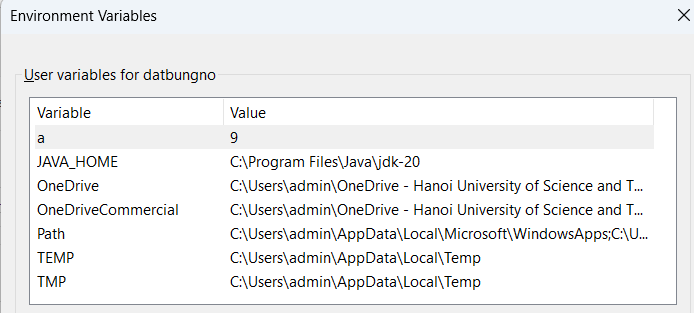 Environment Variables
User variables for datbungno
Variable Value
a 9
JAVA_HOME C:\Program Files\Java\jdk-20
OneDrive C:\Users\admin\OneDrive - Hanoi University of Science and T...
OneDriveCommercial C:\Users\admin\OneDrive - Hanoi University of Science and T...
Path C:\Users\admin\AppData\Local\Microsoft\WindowsApps;C:\U...
TEMP C:\Users\admin\AppData\Local\Temp
TMP C:\Users\admin\AppData\Local\Temp